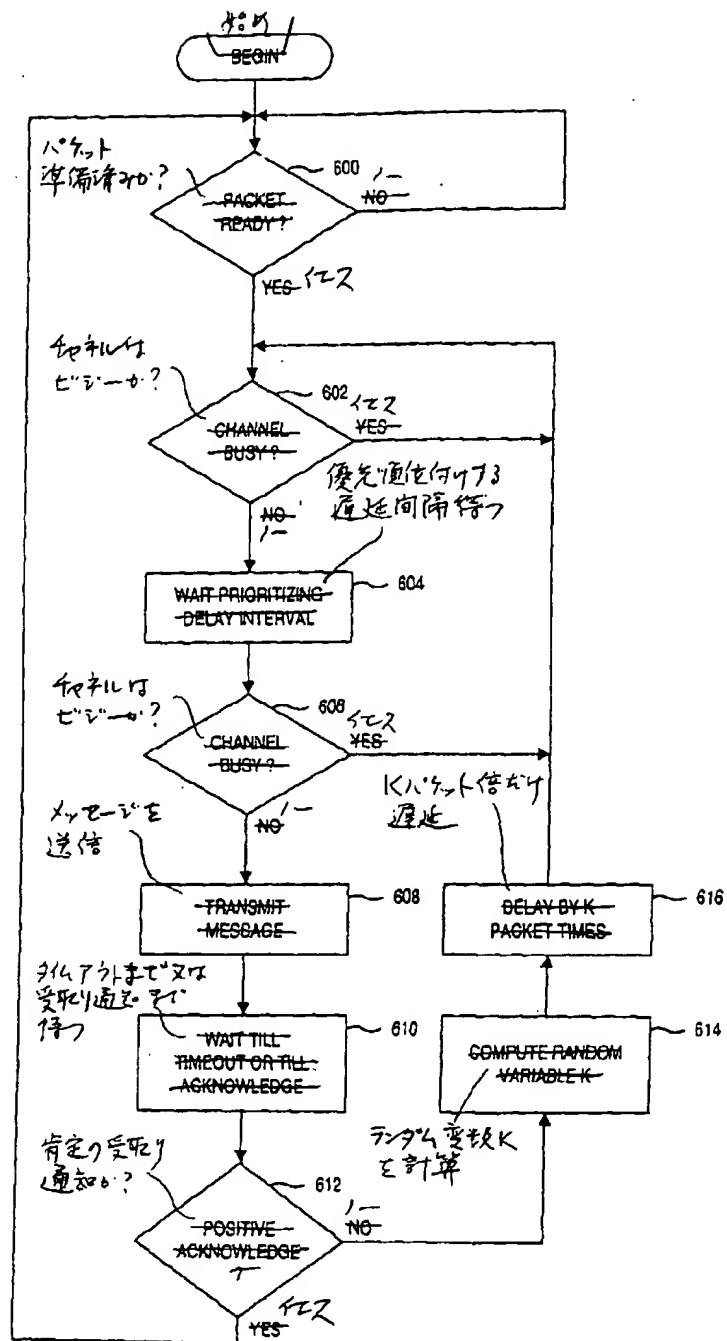 始め
BEGIN
パケット
準備済みか?
600
PACKET
READY ?
ノー
NO
YES イエス
チャネルは
ビジーか?
602
CHANNEL
BUSY ?
イエス
YES
NO
ノー
優先順位付けする
遅延間隔待つ
WAIT PRIORITIZING
DELAY INTERVAL
604
チャネルは
ビジーか?
606
CHANNEL
BUSY ?
イエス
YES
NO ノー
Kパケット倍だけ
遅延
メッセージを
送信
TRANSMIT
MESSAGE
608
DELAY BY K
PACKET TIMES
616
タイムアウトまで又は
受取り通知まで
待つ
WAIT TILL
TIMEOUT OR TILL
ACKNOWLEDGE
610
COMPUTE RANDOM
VARIABLE K
614
ランダム変数K
を計算
肯定の受取り
通知か?
612
POSITIVE
ACKNOWLEDGE
ノー
NO
YES イエス